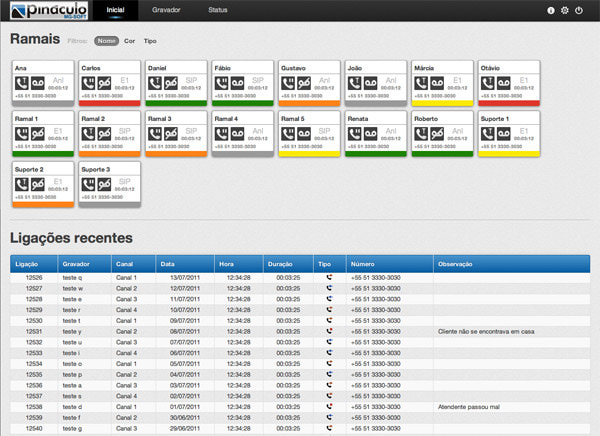 pináculo Inicial Gravador Status
MG-SOFT
Ramais Filtros: Nome Cor Tipo
Ana Carlos Daniel Fábio Gustavo João Márcia Otávio
Anl E1 SIP SIP Anl Anl E1 E1
00:03:12 00:03:12 00:03:12 00:03:12 00:03:12 00:03:12 00:03:12 00:03:12
+55 51 3330-3030 +55 51 3330-3030 +55 51 3330-3030 +55 51 3330-3030 +55 51 3330-3030 +55 51 3330-3030 +55 51 3330-3030 +55 51 3330-3030
Ramal 1 Ramal 2 Ramal 3 Ramal 4 Ramal 5 Renata Roberto Suporte 1
E1 SIP SIP Anl SIP Anl Anl E1
00:03:12 00:03:12 00:03:12 00:03:12 00:03:12 00:03:12 00:03:12 00:03:12
+55 51 3330-3030 +55 51 3330-3030 +55 51 3330-3030 +55 51 3330-3030 +55 51 3330-3030 +55 51 3330-3030 +55 51 3330-3030 +55 51 3330-3030
Suporte 2 Suporte 3
E1 SIP
00:03:12 00:03:12
+55 51 3330-3030 +55 51 3330-3030
Ligações recentes
Ligação Gravador Canal Data Hora Duração Tipo Número Observação
12526 teste q Canal 1 13/07/2011 12:34:28 00:03:25 +55 51 3330-3030
12527 teste w Canal 2 12/07/2011 12:34:28 00:03:25 +55 51 3330-3030
12528 teste e Canal 3 11/07/2011 12:34:28 00:03:25 +55 51 3330-3030
12529 teste r Canal 4 10/07/2011 12:34:28 00:03:25 +55 51 3330-3030
12530 teste t Canal 1 09/07/2011 12:34:28 00:03:25 +55 51 3330-3030
12531 teste y Canal 2 08/07/2011 12:34:28 00:03:25 +55 51 3330-3030 Cliente não se encontrava em casa
12532 teste u Canal 3 07/07/2011 12:34:28 00:03:25 +55 51 3330-3030
12533 teste i Canal 4 06/07/2011 12:34:28 00:03:25 +55 51 3330-3030
12534 teste o Canal 1 05/07/2011 12:34:28 00:03:25 +55 51 3330-3030
12535 teste p Canal 2 04/07/2011 12:34:28 00:03:25 +55 51 3330-3030
12536 teste a Canal 3 03/07/2011 12:34:28 00:03:25 +55 51 3330-3030
12537 teste s Canal 4 02/07/2011 12:34:28 00:03:25 +55 51 3330-3030
12538 teste d Canal 1 01/07/2011 12:34:28 00:03:25 +55 51 3330-3030 Atendente passou mal
12539 teste f Canal 2 30/06/2011 12:34:28 00:03:25 +55 51 3330-3030
12540 teste g Canal 3 29/06/2011 12:34:28 00:03:25 +55 51 3330-3030